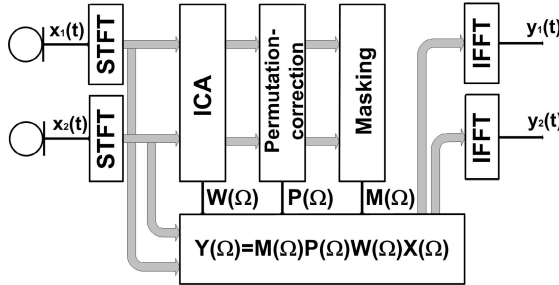 x₁(t)
STFT
x₂(t)
STFT
ICA
Permutation-
correction
Masking
IFFT
y₁(t)
IFFT
y₂(t)
W(Ω)
P(Ω)
M(Ω)
Y(Ω)=M(Ω)P(Ω)W(Ω)X(Ω)